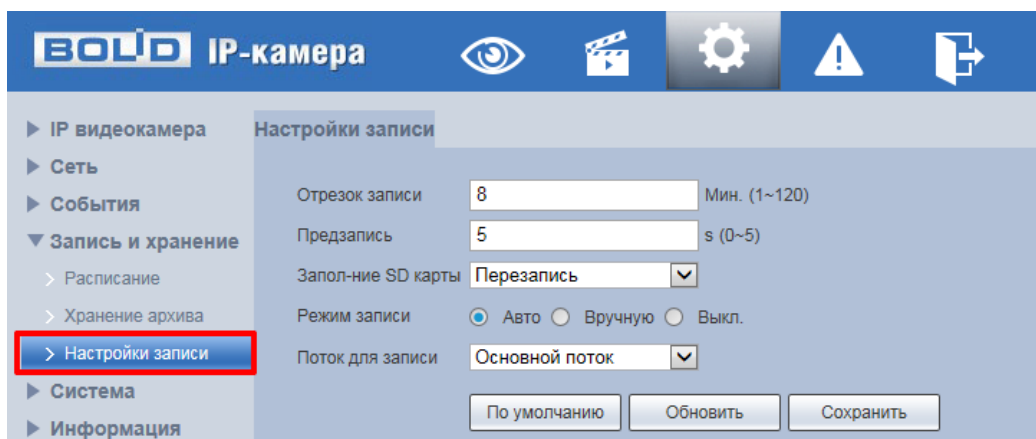 BOLID IP-камера
IP видеокамера
Сеть
События
Запись и хранение
Расписание
Хранение архива
Настройки записи
Система
Информация
Настройки записи
Отрезок записи 8 Мин. (1~120)
Предзапись 5 s (0~5)
Запол-ние SD карты Перезапись
Режим записи Авто Вручную Выкл.
Поток для записи Основной поток
По умолчанию Обновить Сохранить